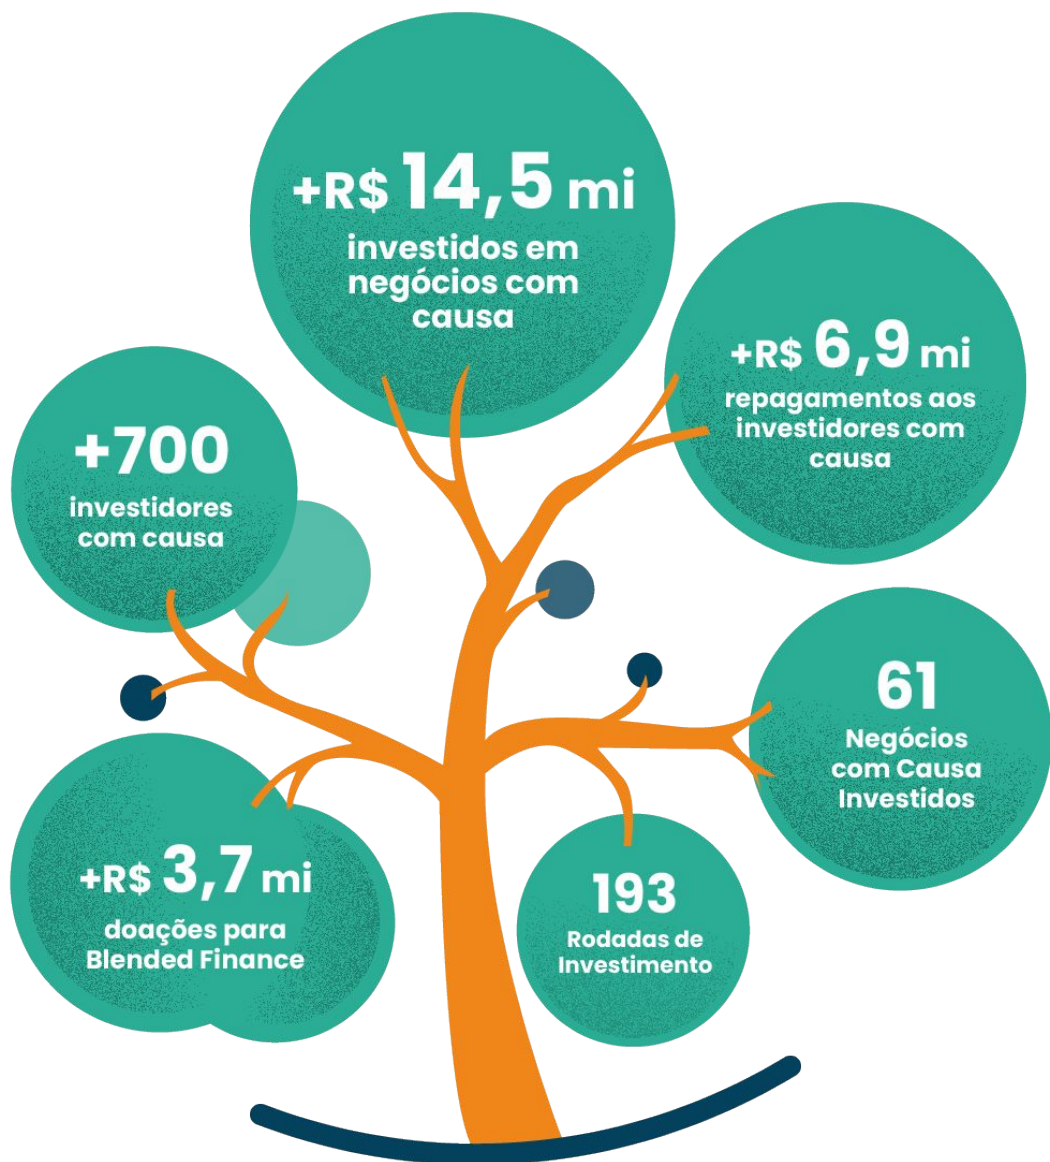 +R$ 14,5 mi
investidos em
negócios com
causa
+R$ 6,9 mi
repagamentos aos
investidores com
causa
+700
investidores
com causa
61
Negócios
com Causa
Investidos
+R$ 3,7 mi
doações para
Blended Finance
193
Rodadas de
Investimento